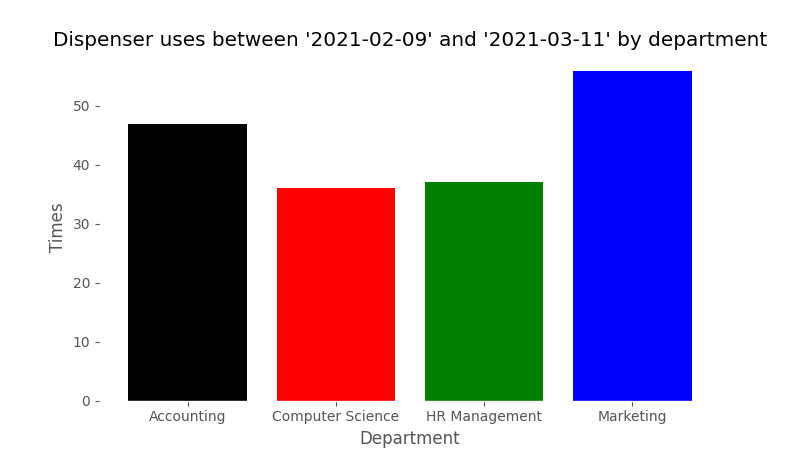 Dispenser uses between '2021-02-09' and '2021-03-11' by department
50
40
30
20
10
0
Times
Accounting
Computer Science
HR Management
Marketing
Department